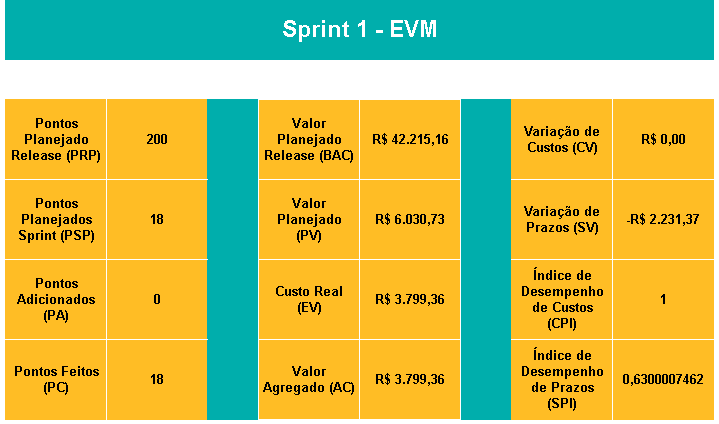 Sprint 1 - EVM
Pontos
Planejado
Release (PRP)
200
Valor
Planejado
Release (BAC)
R$ 42.215,16
Variação de
Custos (CV)
R$ 0,00
Pontos
Planejados
Sprint (PSP)
18
Valor
Planejado
(PV)
R$ 6.030,73
Variação de
Prazos (SV)
-R$ 2.231,37
Pontos
Adicionados
(PA)
0
Custo Real
(EV)
R$ 3.799,36
Índice de
Desempenho
de Custos
(CPI)
1
Pontos Feitos
(PC)
18
Valor
Agregado (AC)
R$ 3.799,36
Índice de
Desempenho
de Prazos
(SPI)
0,6300007462